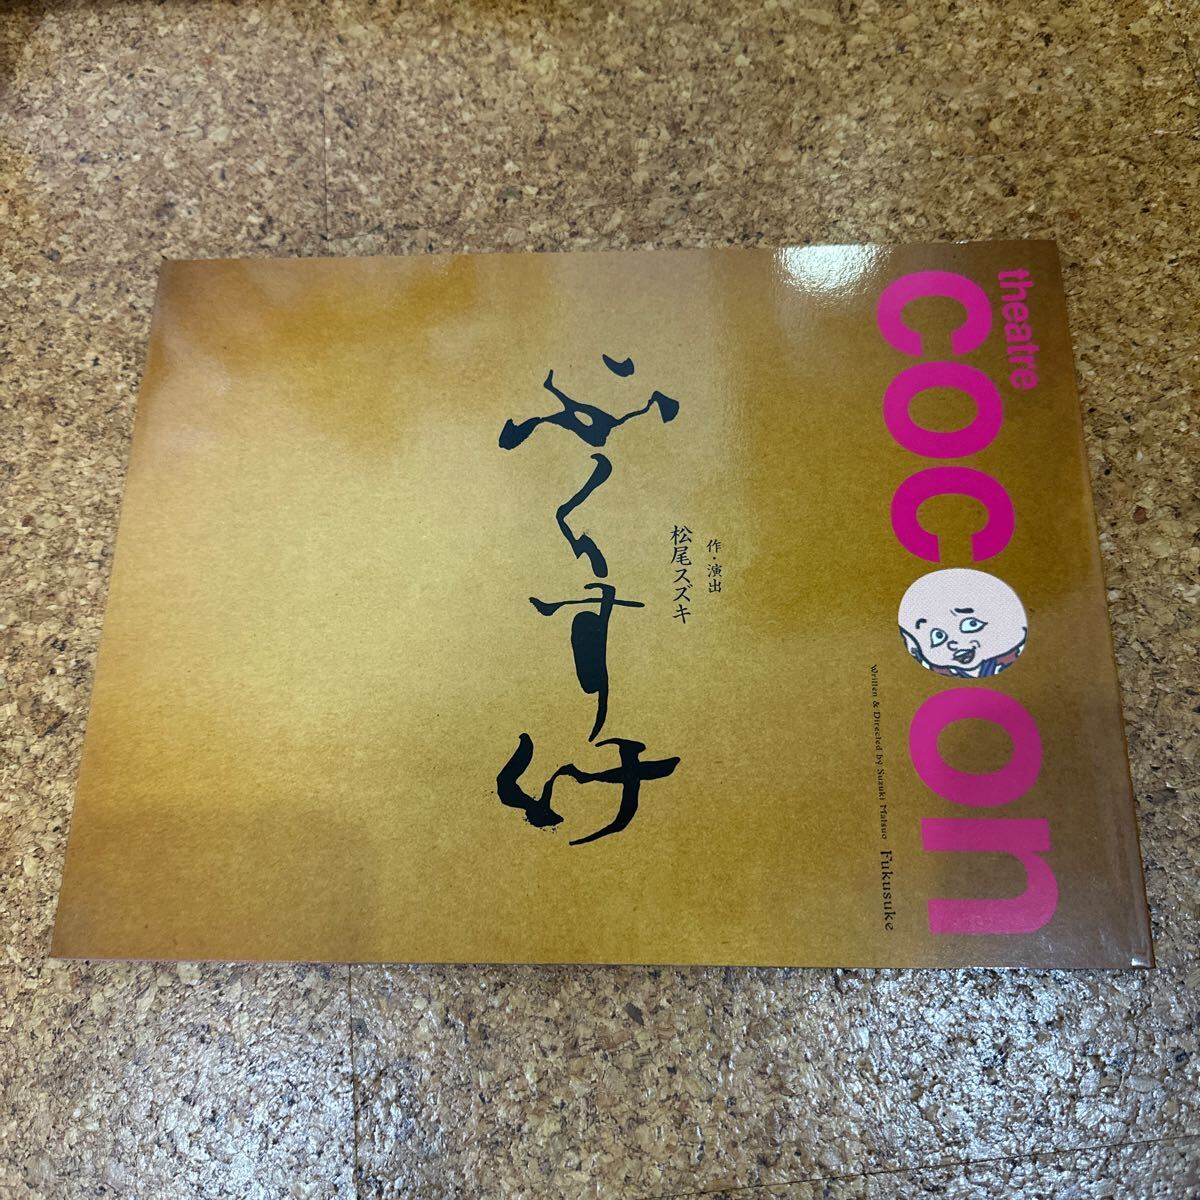 theatre
cocoon
Written & Directed by Suzuki Matsuo Fukusuke
作・演出
松尾スズキ
ふくすけ